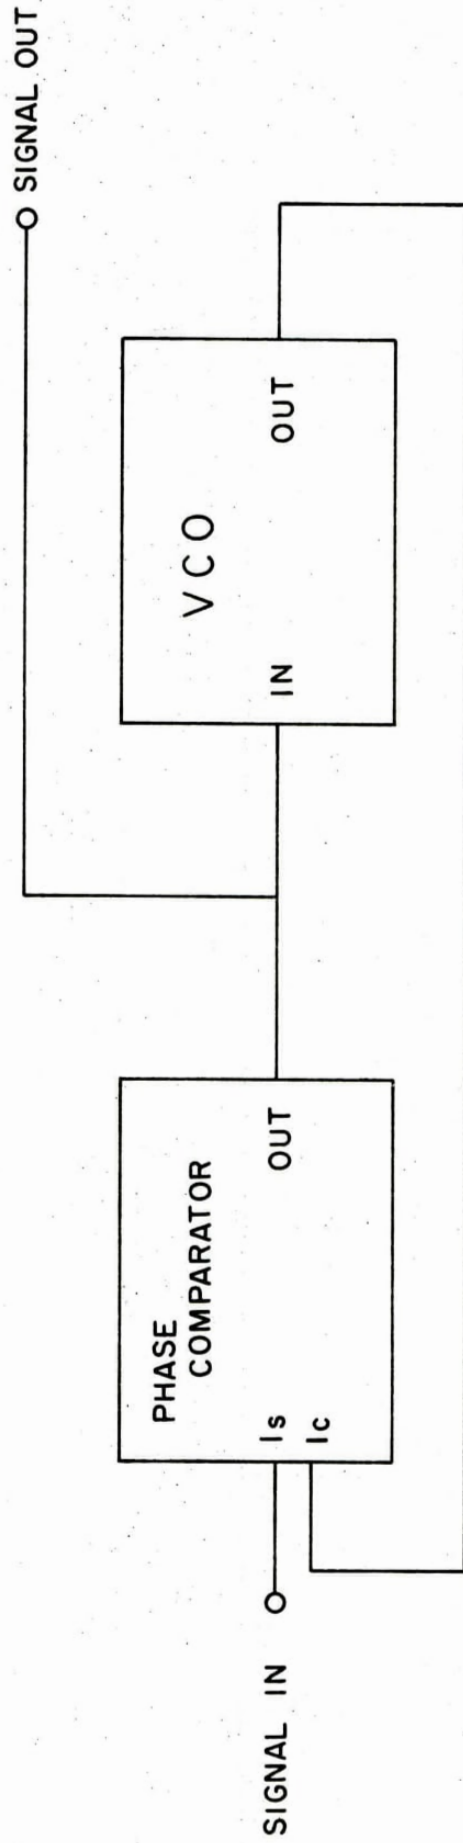 SIGNAL OUT
VCO
IN
OUT
PHASE
COMPARATOR
Is
Ic
OUT
SIGNAL IN